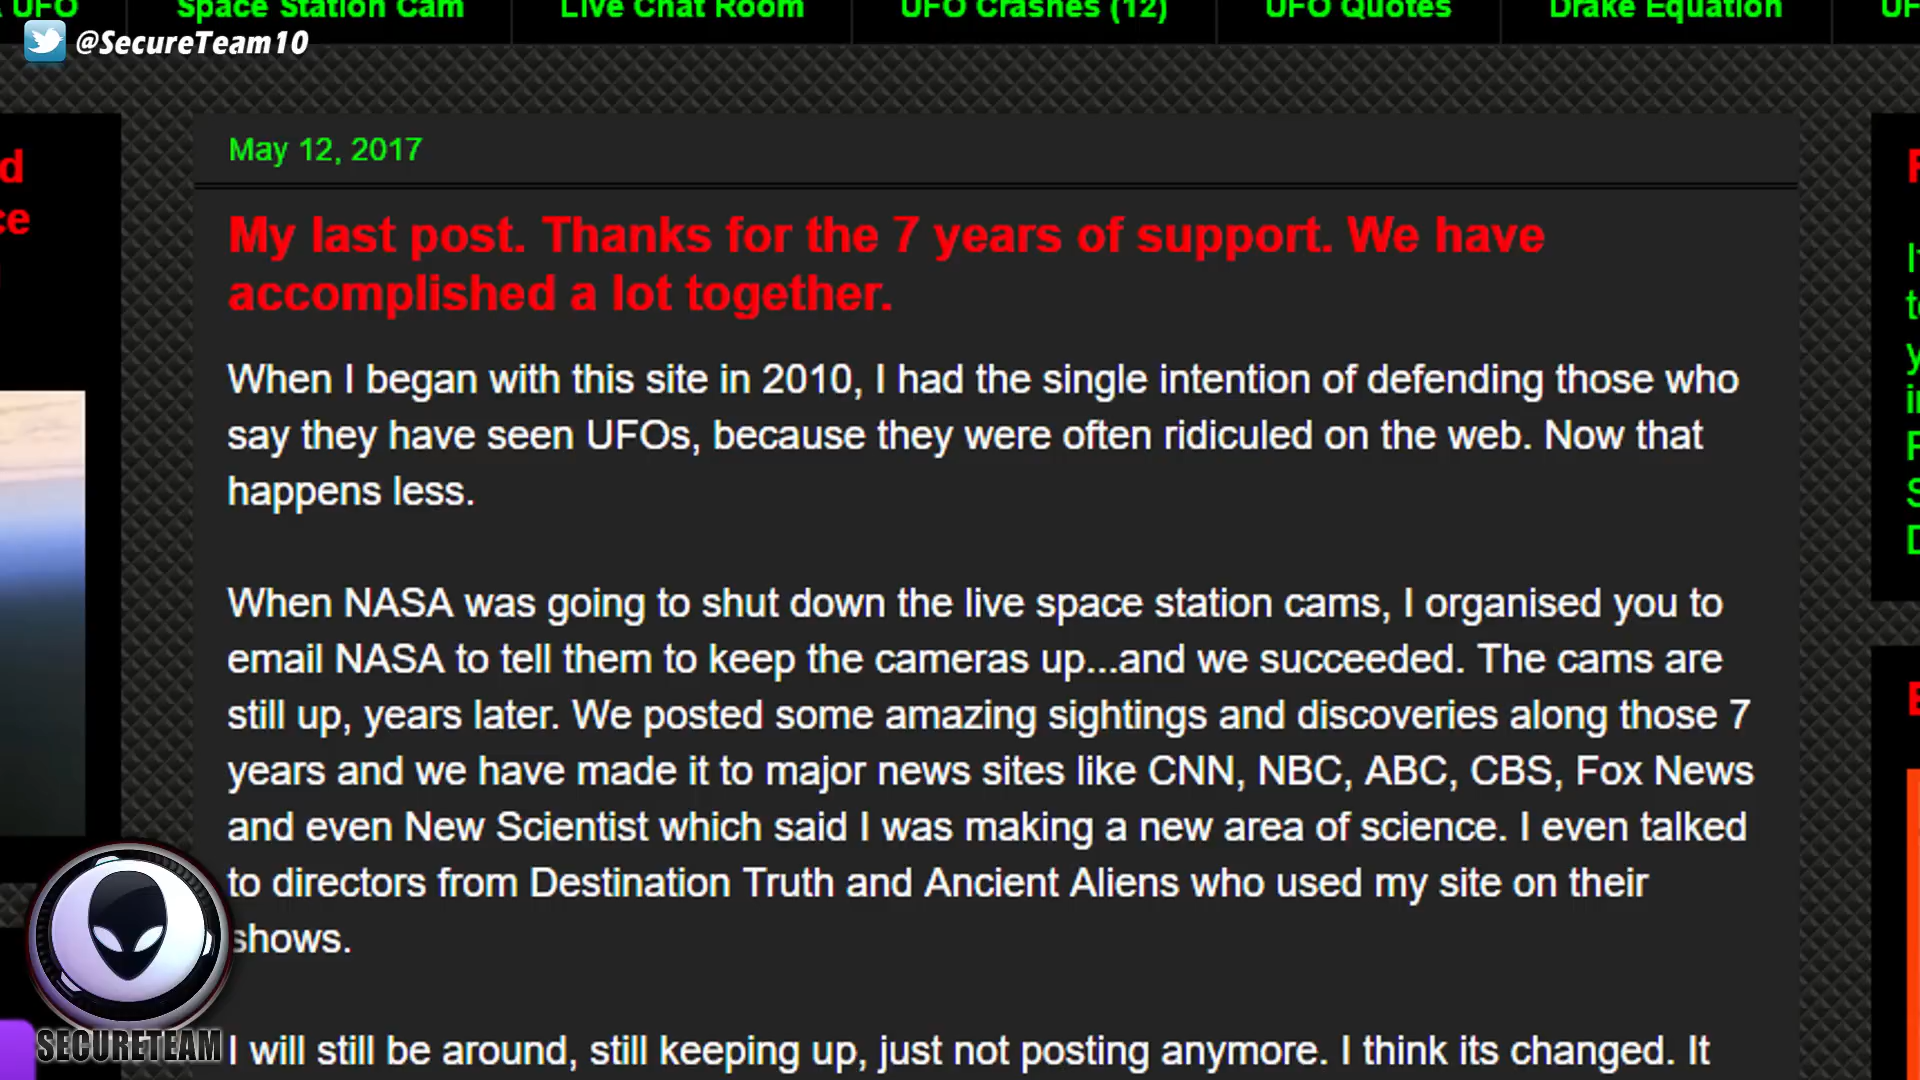 UFO
Space Station Cam
Live Chat Room
UFO Crashes (12)
UFO Quotes
Drake Equation
@SecureTeam10
May 12, 2017
My last post. Thanks for the 7 years of support. We have
accomplished a lot together.
When I began with this site in 2010, I had the single intention of defending those who
say they have seen UFOs, because they were often ridiculed on the web. Now that
happens less.
When NASA was going to shut down the live space station cams, I organised you to
email NASA to tell them to keep the cameras up...and we succeeded. The cams are
still up, years later. We posted some amazing sightings and discoveries along those 7
years and we have made it to major news sites like CNN, NBC, ABC, CBS, Fox News
and even New Scientist which said I was making a new area of science. I even talked
to directors from Destination Truth and Ancient Aliens who used my site on their
shows.
I will still be around, still keeping up, just not posting anymore. I think its changed. It
SECURETEAM